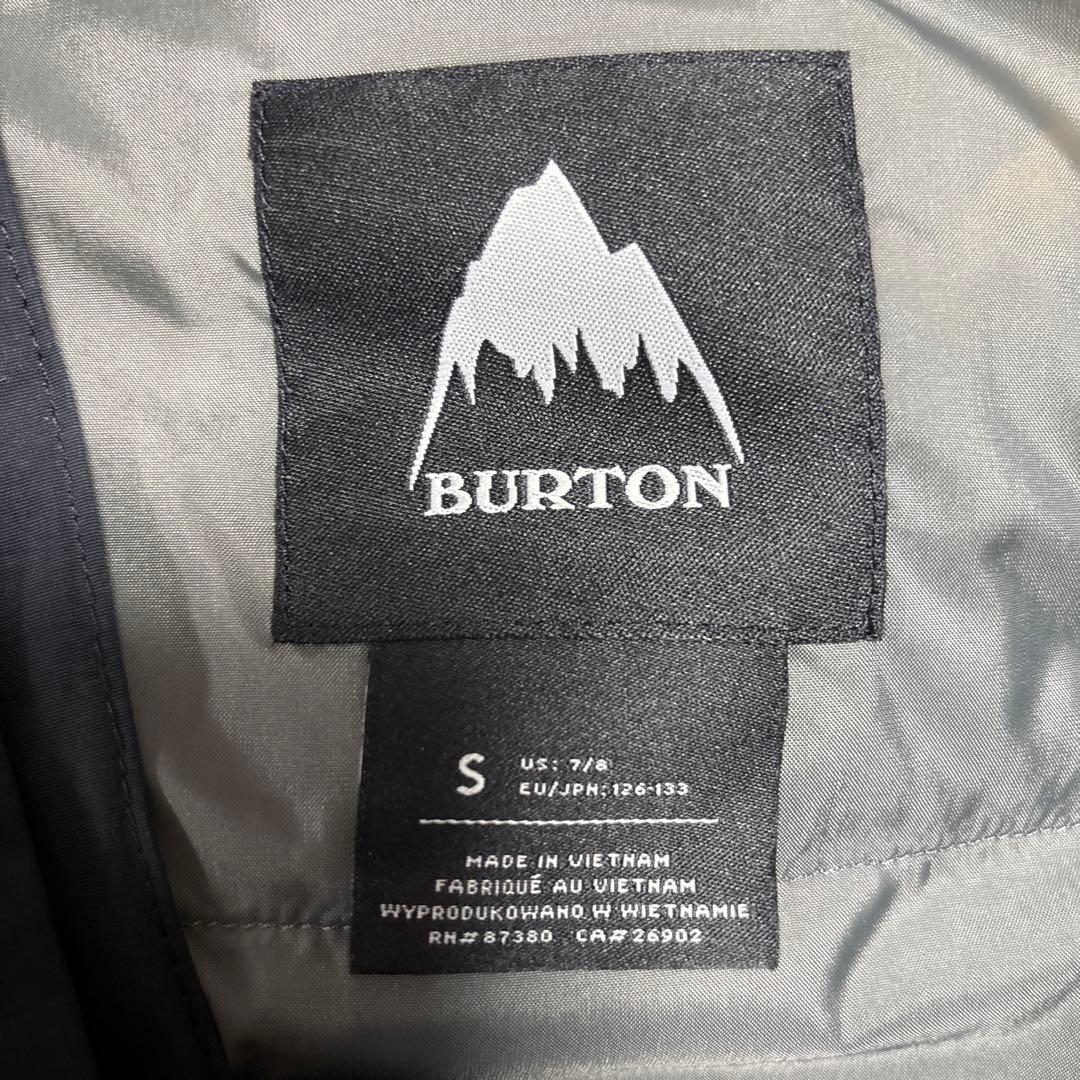 BURTON
S US: 7/8
EU/JPN: 126-133
MADE IN VIETNAM
FABRIQUÉ AU VIETNAM
WYPRODUKOWANO W WIETNAMIE
RN# 87380 CA# 26902